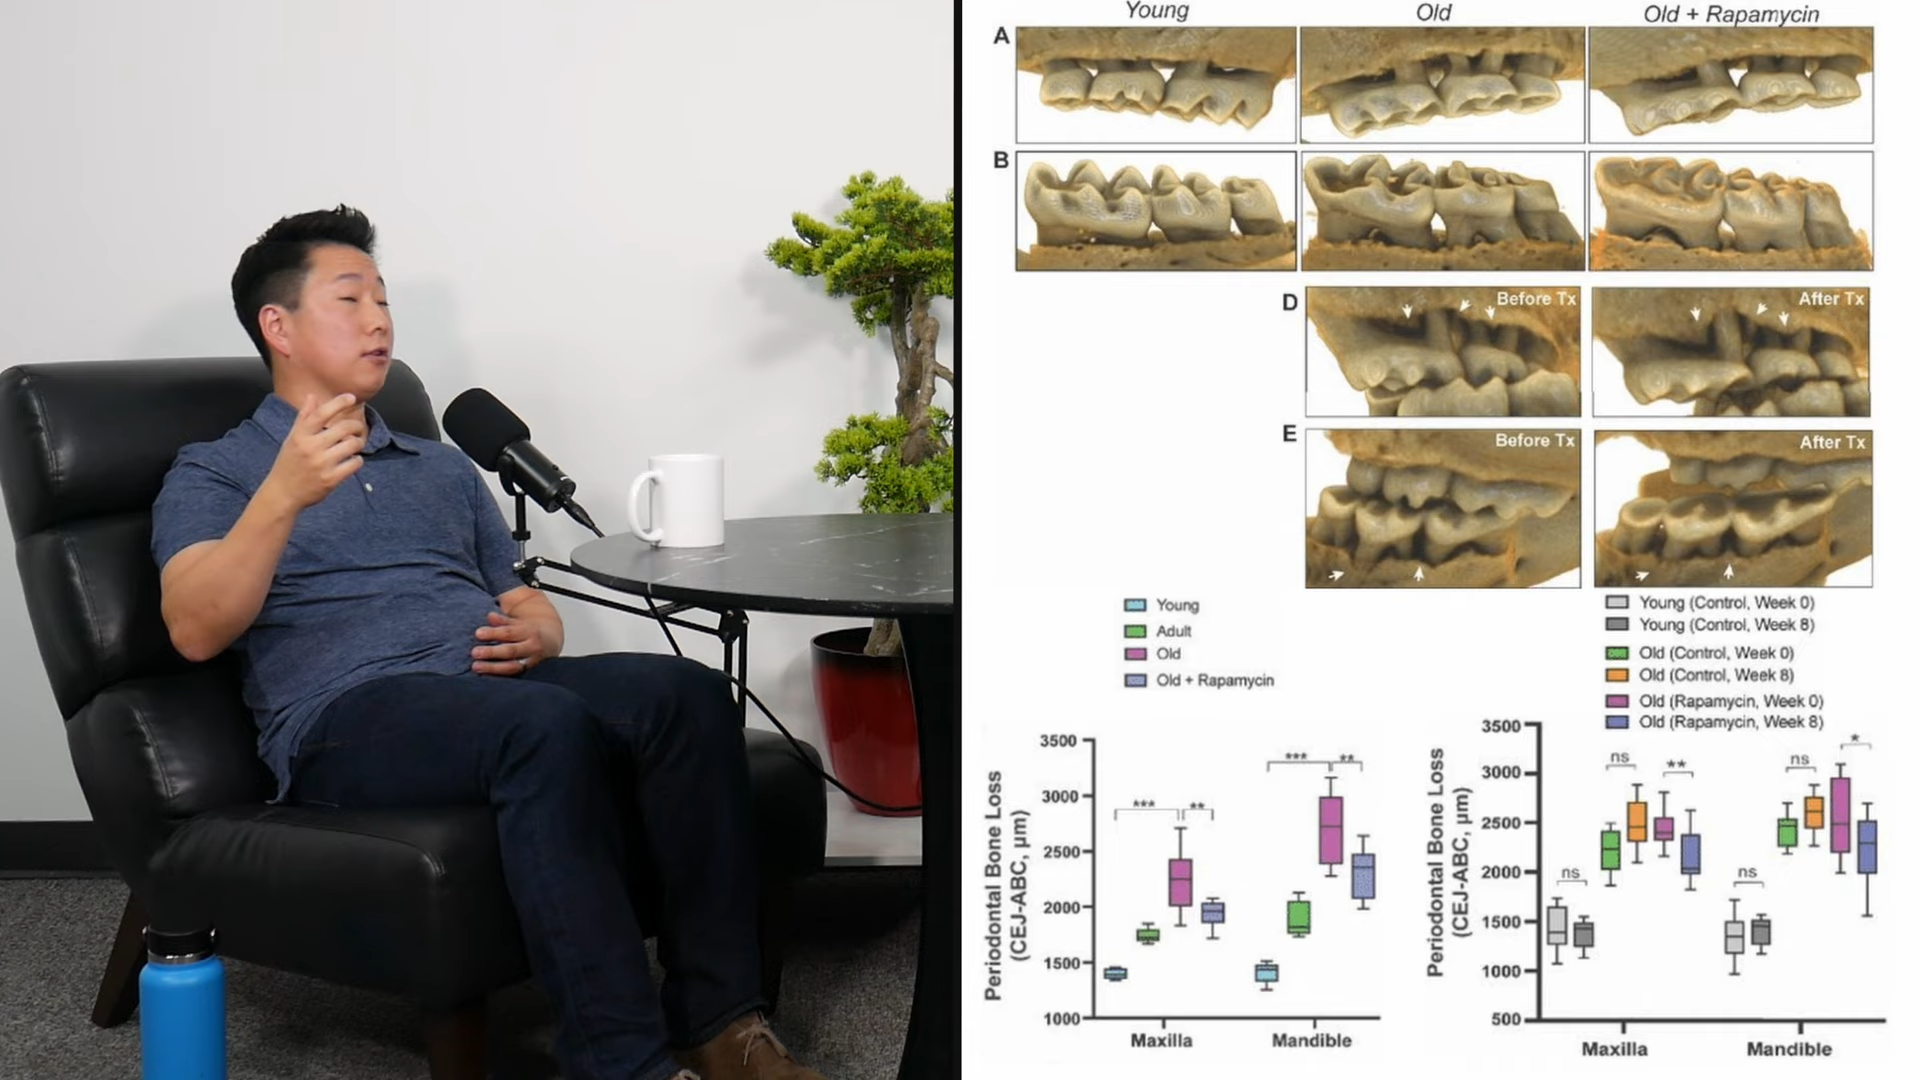 Young
Old
Old + Rapamycin
A
B
D
Before Tx
After Tx
E
Before Tx
After Tx
Young
Adult
Old
Old + Rapamycin
Young (Control, Week 0)
Young (Control, Week 8)
Old (Control, Week 0)
Old (Control, Week 8)
Old (Rapamycin, Week 0)
Old (Rapamycin, Week 8)
Periodontal Bone Loss
(CEJ-ABC, μm)
3500
3000
2500
2000
1500
1000
***
**
***
**
Maxilla
Mandible
Periodontal Bone Loss
(CEJ-ABC, μm)
3500
3000
2500
2000
1500
1000
500
ns
ns
**
ns
ns
*
Maxilla
Mandible